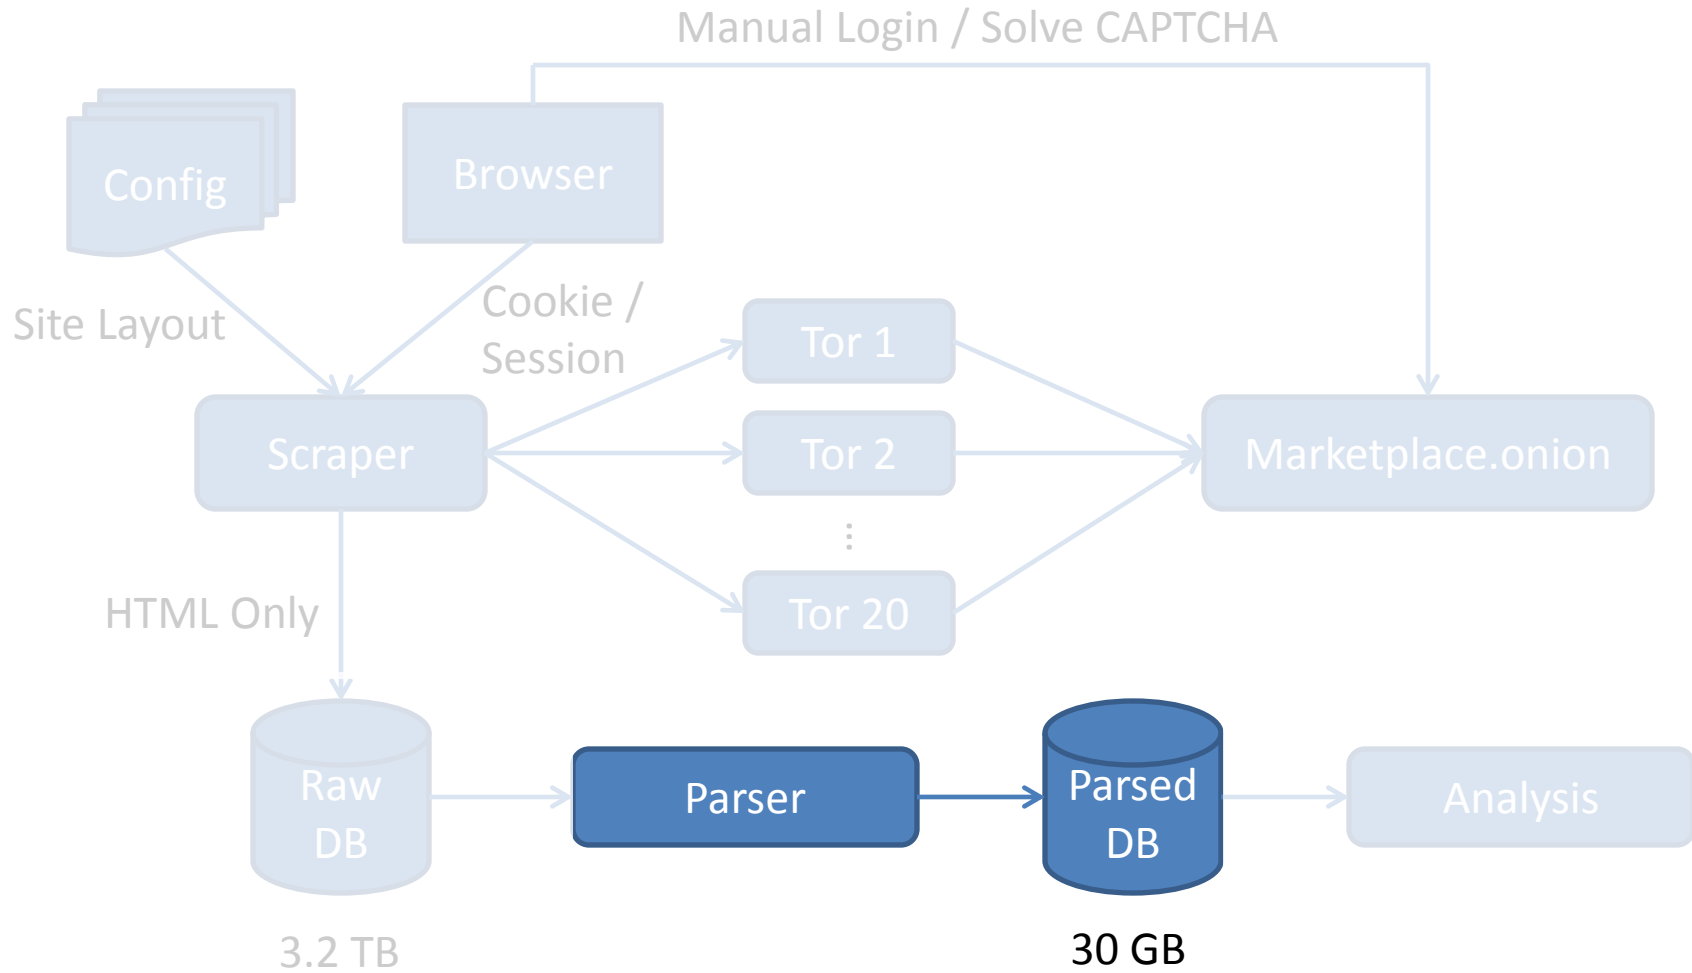 Manual Login / Solve CAPTCHA
Config
Browser
Site Layout
Cookie /
Session
Tor 1
Scraper
Tor 2
Marketplace.onion
...
Tor 20
HTML Only
Raw
DB
Parser
Parsed
DB
Analysis
3.2 TB
30 GB